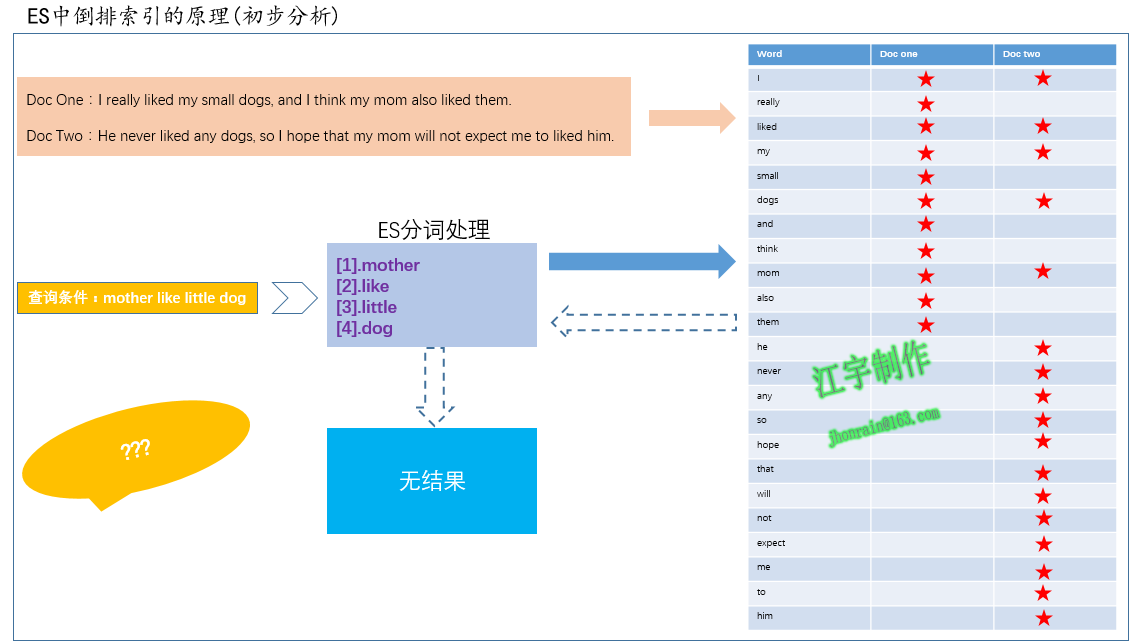 ES中倒排索引的原理(初步分析)
Doc One：I really liked my small dogs, and I think my mom also liked them.
Doc Two：He never liked any dogs, so I hope that my mom will not expect me to liked him.
ES分词处理
查询条件：mother like little dog
[1].mother
[2].like
[3].little
[4].dog
???
无结果
Word Doc one Doc two
I
really
liked
my
small
dogs
and
think
mom
also
them
he
never
any
so
hope
that
will
not
expect
me
to
him
江宇制作
jhonrain@163.com